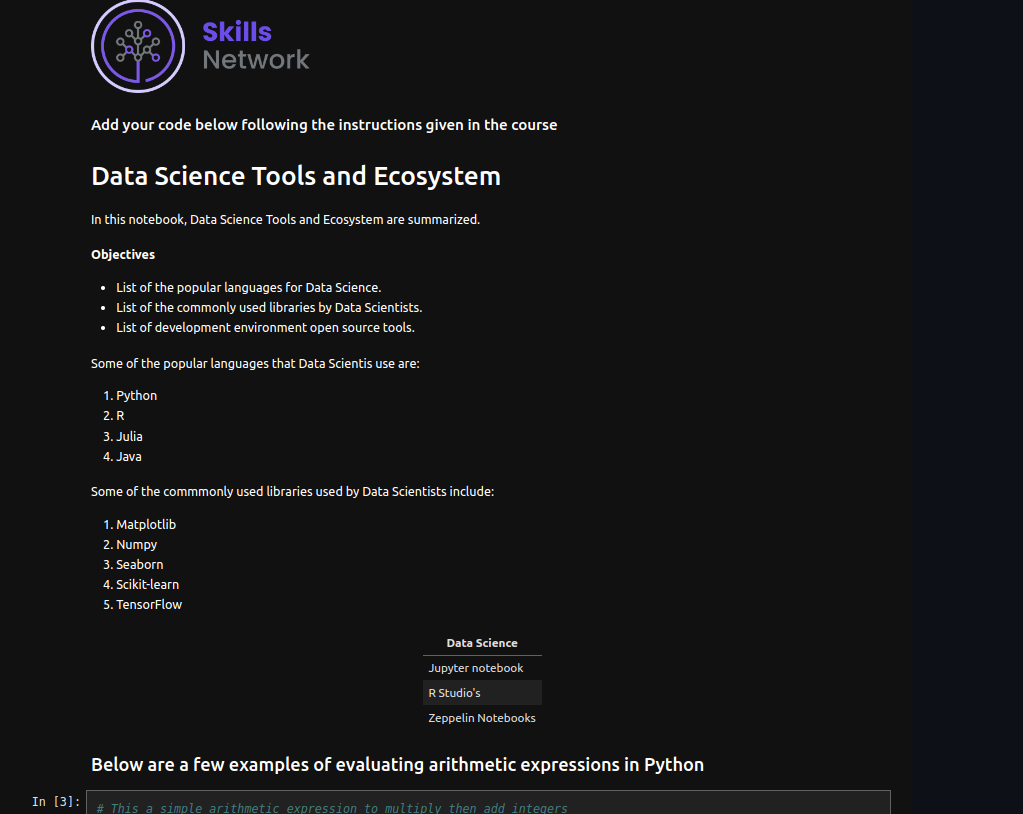 Skills
Network
Add your code below following the instructions given in the course
Data Science Tools and Ecosystem
In this notebook, Data Science Tools and Ecosystem are summarized.
Objectives
• List of the popular languages for Data Science.
• List of the commonly used libraries by Data Scientists.
• List of development environment open source tools.
Some of the popular languages that Data Scientis use are:
1. Python
2. R
3. Julia
4. Java
Some of the commmonly used libraries used by Data Scientists include:
1. Matplotlib
2. Numpy
3. Seaborn
4. Scikit-learn
5. TensorFlow
Data Science
Jupyter notebook
R Studio's
Zeppelin Notebooks
Below are a few examples of evaluating arithmetic expressions in Python
In [3]:
# This a simple arithmetic expression to multiply then add integers